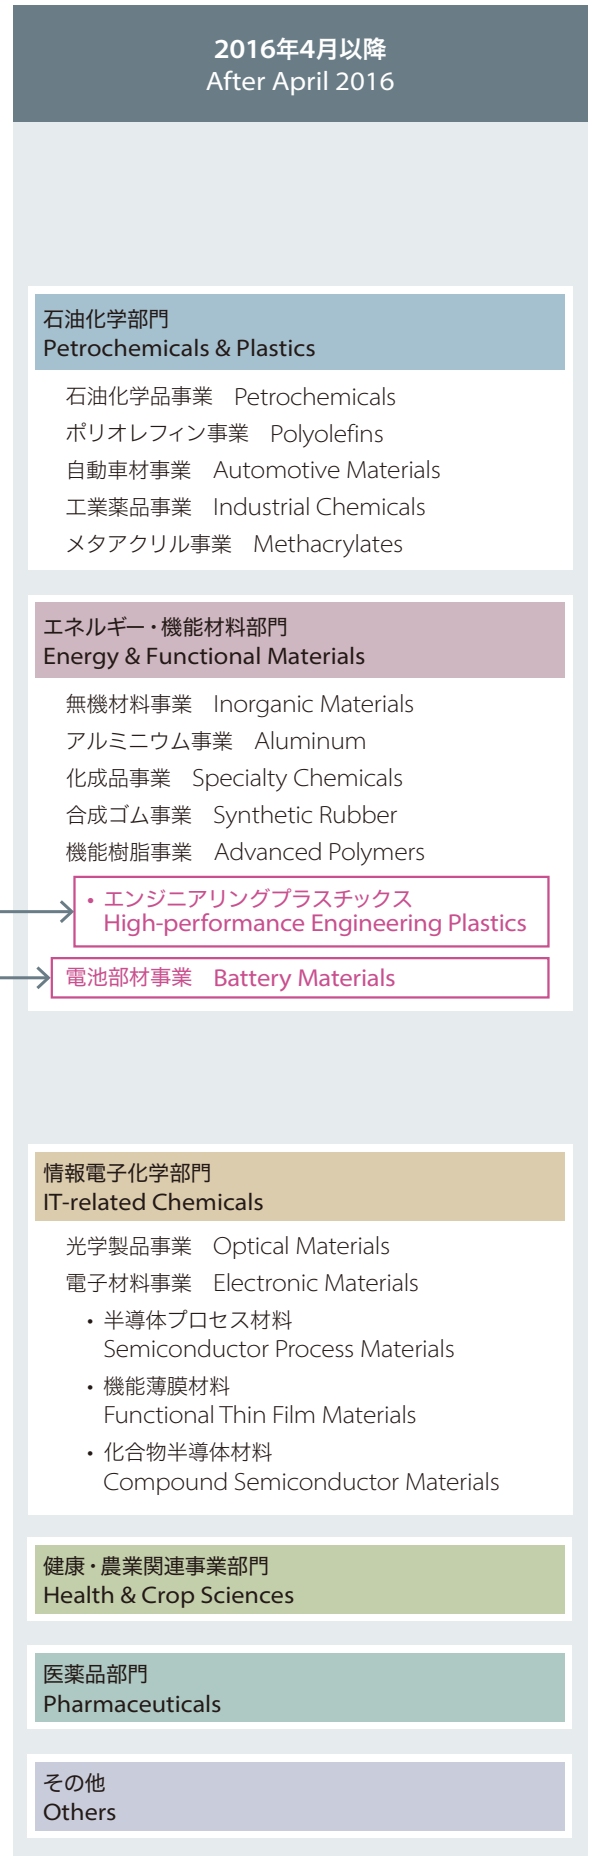 2016年4月以降
After April 2016
石油化学部門
Petrochemicals & Plastics
石油化学品事業 Petrochemicals
ポリオレフィン事業 Polyolefins
自動車材事業 Automotive Materials
工業薬品事業 Industrial Chemicals
メタアクリル事業 Methacrylates
エネルギー・機能材料部門
Energy & Functional Materials
無機材料事業 Inorganic Materials
アルミニウム事業 Aluminum
化成品事業 Specialty Chemicals
合成ゴム事業 Synthetic Rubber
機能樹脂事業 Advanced Polymers
• エンジニアリングプラスチックス
High-performance Engineering Plastics
電池部材事業 Battery Materials
情報電子化学部門
IT-related Chemicals
光学製品事業 Optical Materials
電子材料事業 Electronic Materials
• 半導体プロセス材料
Semiconductor Process Materials
• 機能薄膜材料
Functional Thin Film Materials
• 化合物半導体材料
Compound Semiconductor Materials
健康・農業関連事業部門
Health & Crop Sciences
医薬品部門
Pharmaceuticals
その他
Others